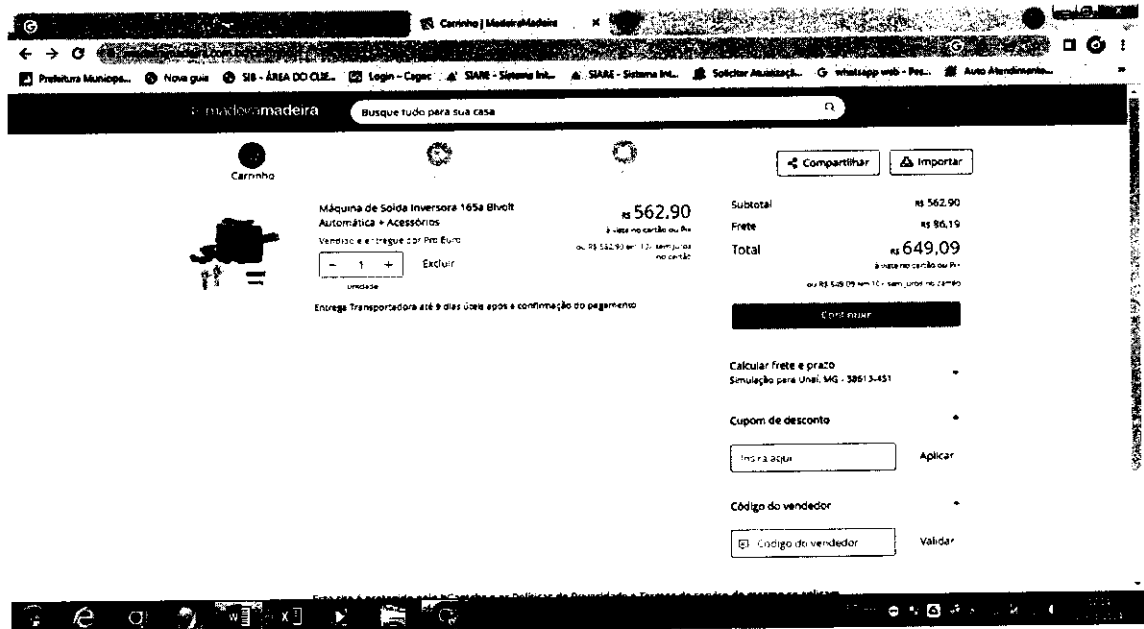 Carrinho | MadeiraMadeira
Prefeitura Municipa... Nova guia SIB - ÁREA DO CLIE... Login - Cagec SIARE - Sistema Int... SIARE - Sistema Int... Solicitar Atualizaçã... whatsapp web - Pes... Auto Atendimento...
madeiramadeira Busque tudo para sua casa
Carrinho
Compartilhar Importar
Máquina de Solda Inversora 165a Bivolt
Automática + Acessórios
Vendido e entregue por Pro Euro
- 1 + Excluir
unidade
R$ 562,90
à vista no cartão ou Pix
ou R$ 562,90 em 10x sem juros
no cartão
Entrega Transportadora até 9 dias úteis após a confirmação do pagamento
Subtotal R$ 562,90
Frete R$ 86,19
Total R$ 649,09
à vista no cartão ou Pix
ou R$ 649,09 em 10x sem juros no cartão
Continuar
Calcular frete e prazo
Simulação para Unaí, MG - 38613-451
Cupom de desconto
Insira aqui Aplicar
Código do vendedor
Código do vendedor Validar